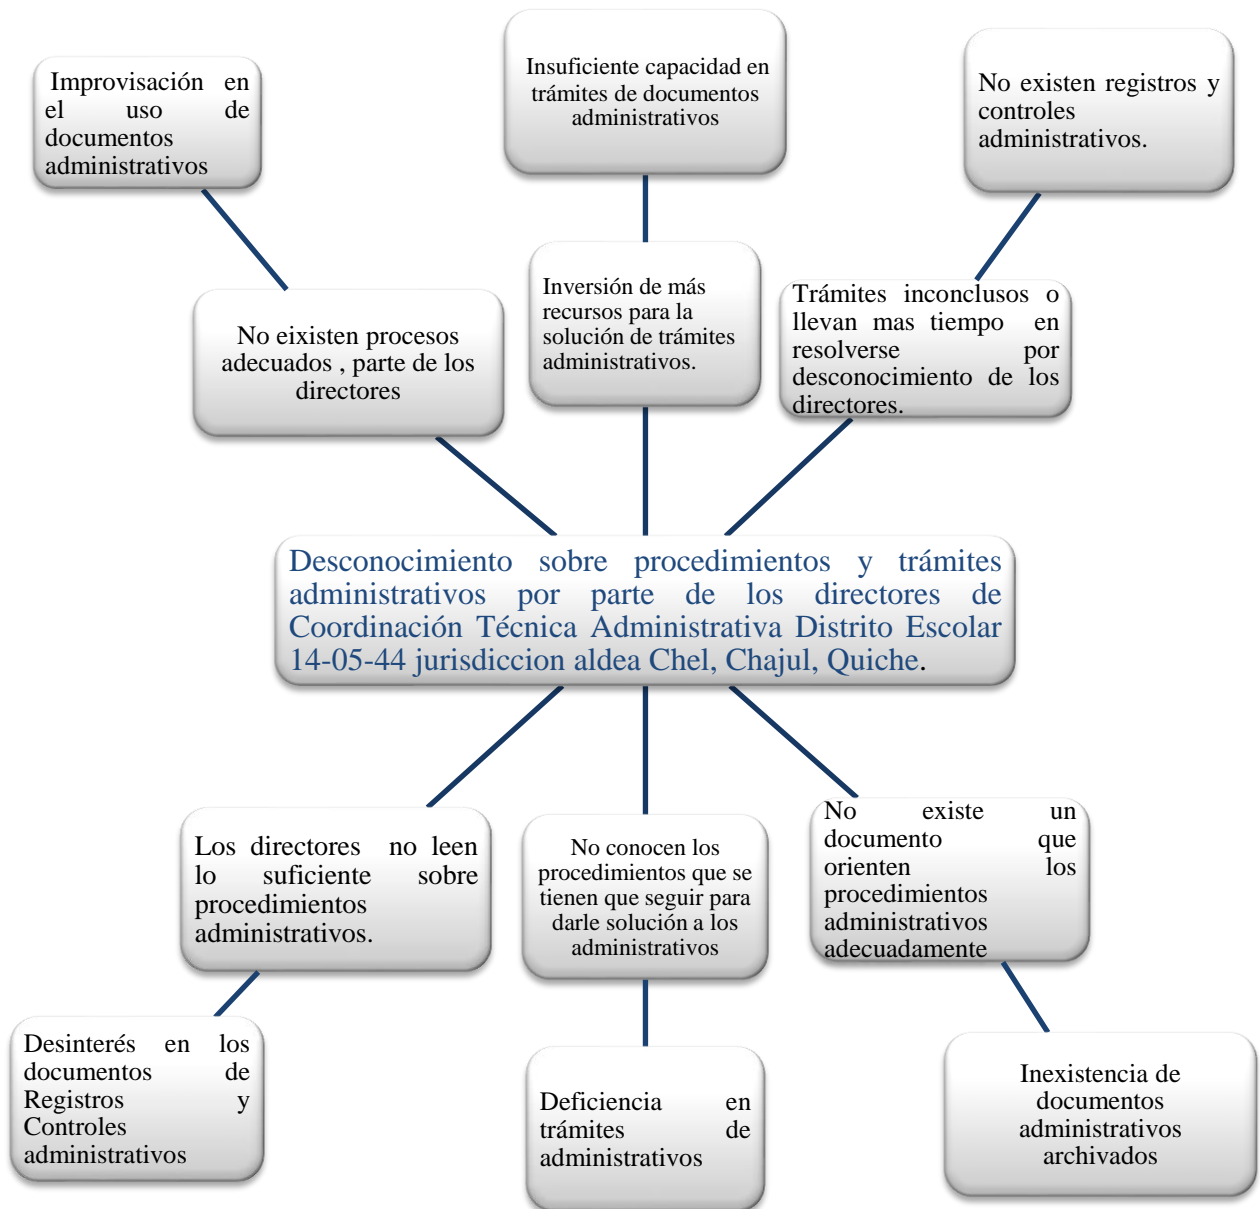 Improvisación en
el uso de
documentos
administrativos
Insuficiente capacidad en
trámites de documentos
administrativos
No existen registros y
controles
administrativos.
No eixisten procesos
adecuados , parte de los
directores
Inversión de más
recursos para la
solución de trámites
administrativos.
Trámites inconclusos o
llevan mas tiempo en
resolverse por
desconocimiento de los
directores.
Desconocimiento sobre procedimientos y trámites
administrativos por parte de los directores de
Coordinación Técnica Administrativa Distrito Escolar
14-05-44 jurisdiccion aldea Chel, Chajul, Quiche.
Los directores no leen
lo suficiente sobre
procedimientos
administrativos.
No conocen los
procedimientos que se
tienen que seguir para
darle solución a los
administrativos
No existe un
documento que
orienten los
procedimientos
administrativos
adecuadamente
Desinterés en los
documentos de
Registros y
Controles
administrativos
Deficiencia en
trámites de
administrativos
Inexistencia de
documentos
administrativos
archivados